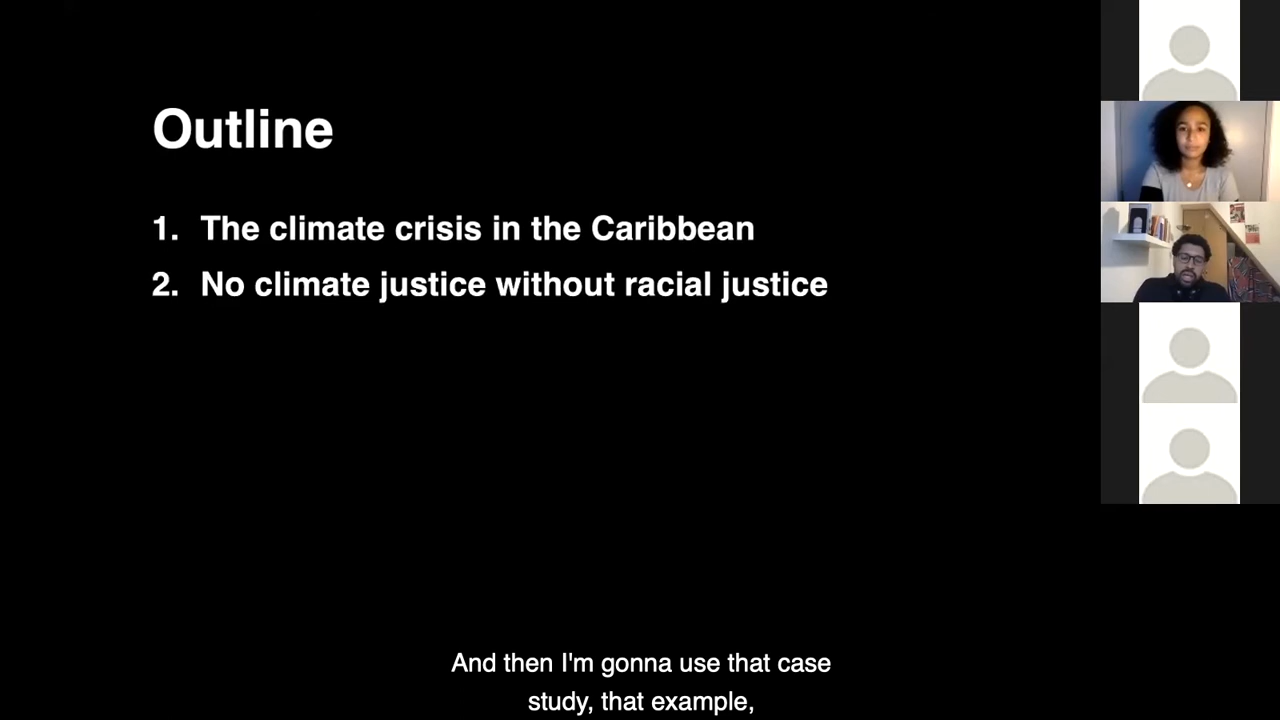 Outline
1. The climate crisis in the Caribbean
2. No climate justice without racial justice
And then I'm gonna use that case
study, that example,